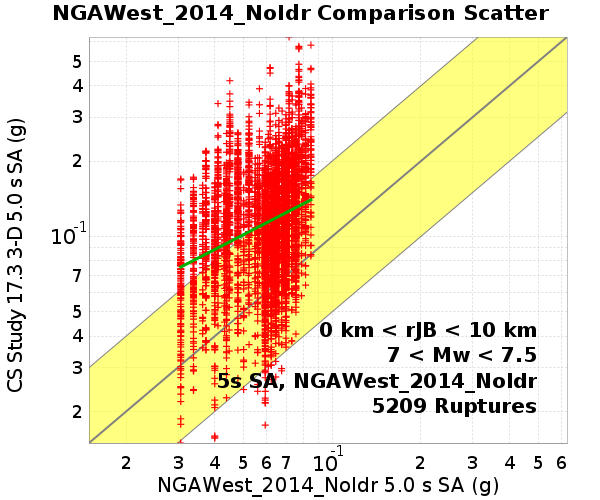 NGAWest_2014_NoIdr Comparison Scatter
CS Study 17.3 3-D 5.0 s SA (g)
5
4
3
2
10-1
7
5
4
3
2
0 km < rJB < 10 km
7 < Mw < 7.5
5s SA, NGAWest_2014_NoIdr
5209 Ruptures
2 3 4 5 6 7 10-1 2 3 4 5 6
NGAWest_2014_NoIdr 5.0 s SA (g)